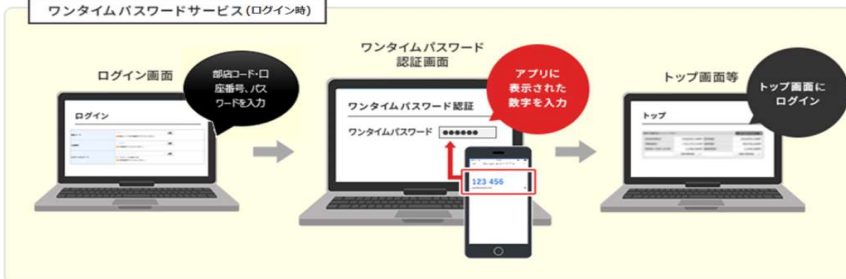 ワンタイムパスワードサービス(ログイン時)
ログイン画面
部店コード・口
座番号、パス
ワードを入力
ログイン
ワンタイムパスワード
認証画面
アプリに
表示された
数字を入力
ワンタイムパスワード認証
ワンタイムパスワード
123 456
トップ画面等
トップ画面に
ログイン
トップ